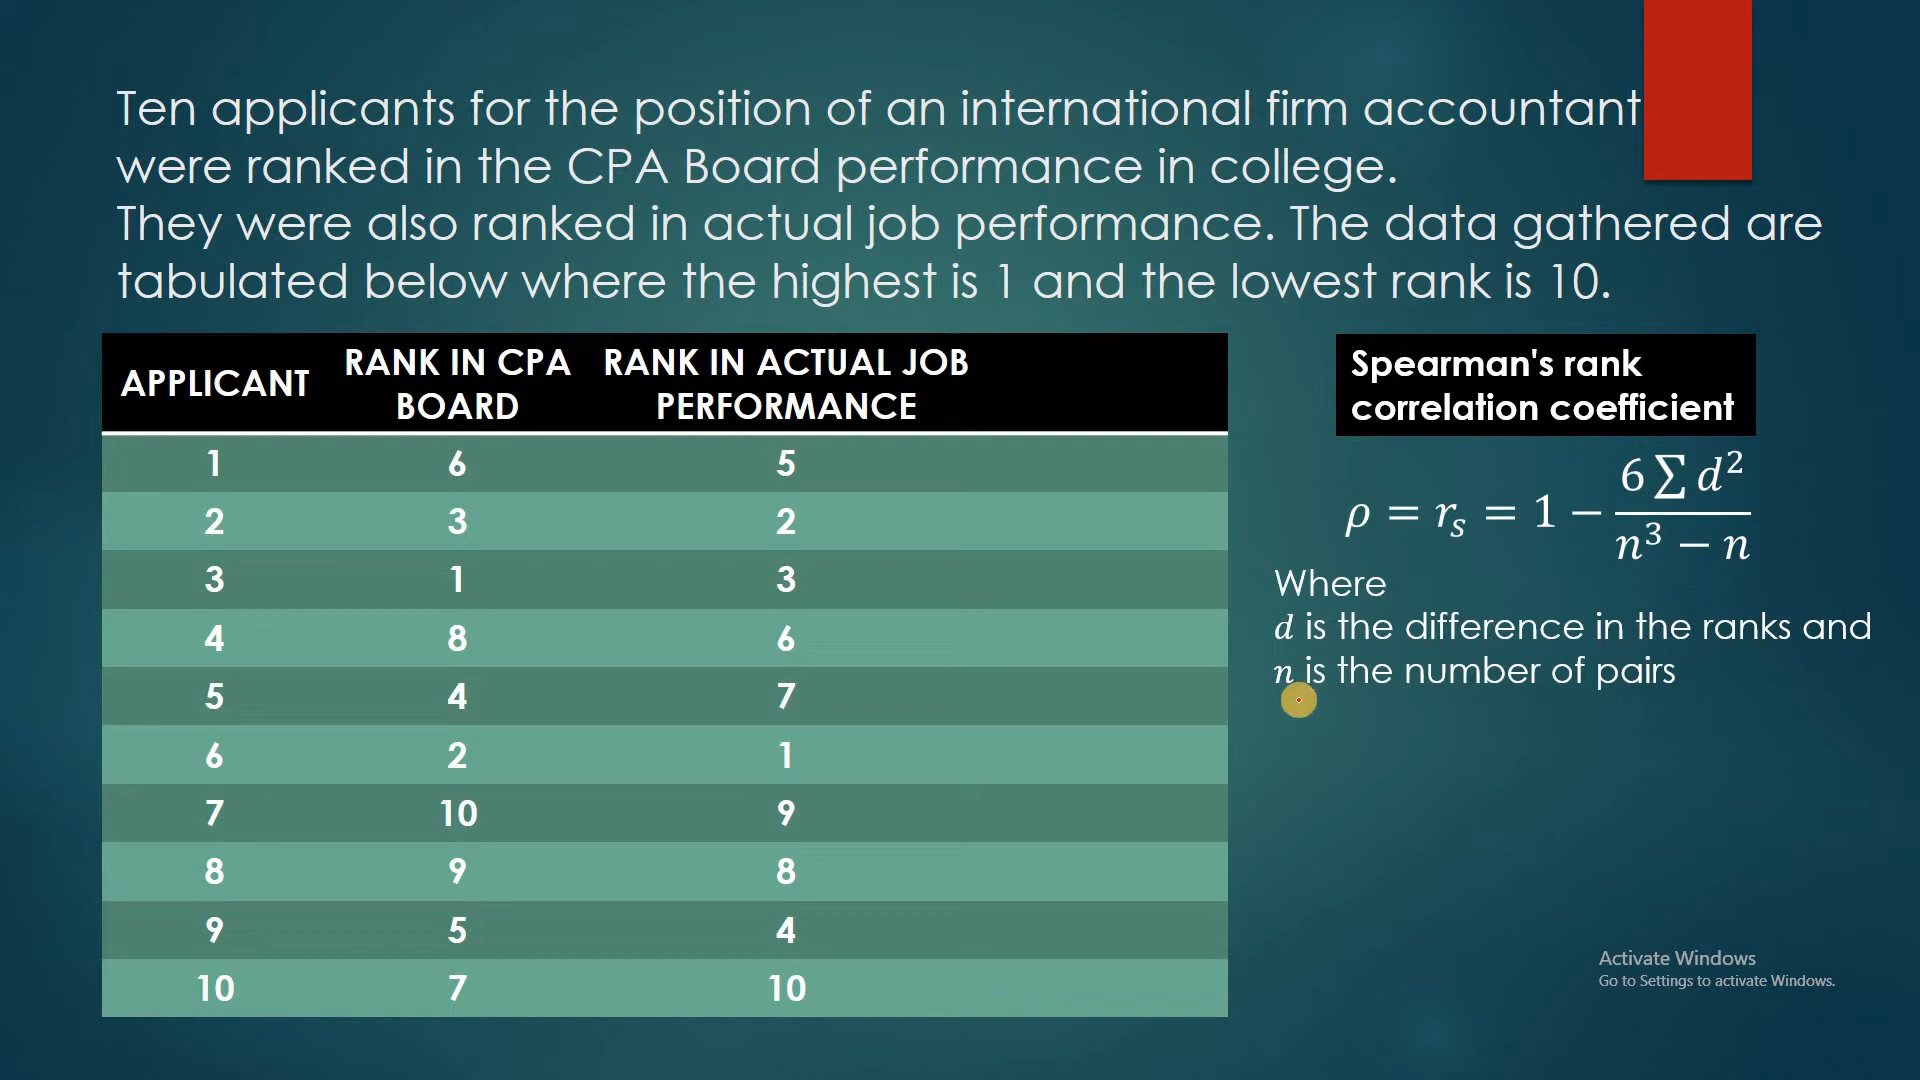 Ten applicants for the position of an international firm accountant
were ranked in the CPA Board performance in college.
They were also ranked in actual job performance. The data gathered are
tabulated below where the highest is 1 and the lowest rank is 10.
APPLICANT RANK IN CPA BOARD RANK IN ACTUAL JOB PERFORMANCE
1 6 5
2 3 2
3 1 3
4 8 6
5 4 7
6 2 1
7 10 9
8 9 8
9 5 4
10 7 10
Spearman's rank
correlation coefficient
ρ = rₛ = 1 − (6 ∑ d²)/(n³ − n)
Where
d is the difference in the ranks and
n is the number of pairs
Activate Windows
Go to Settings to activate Windows.